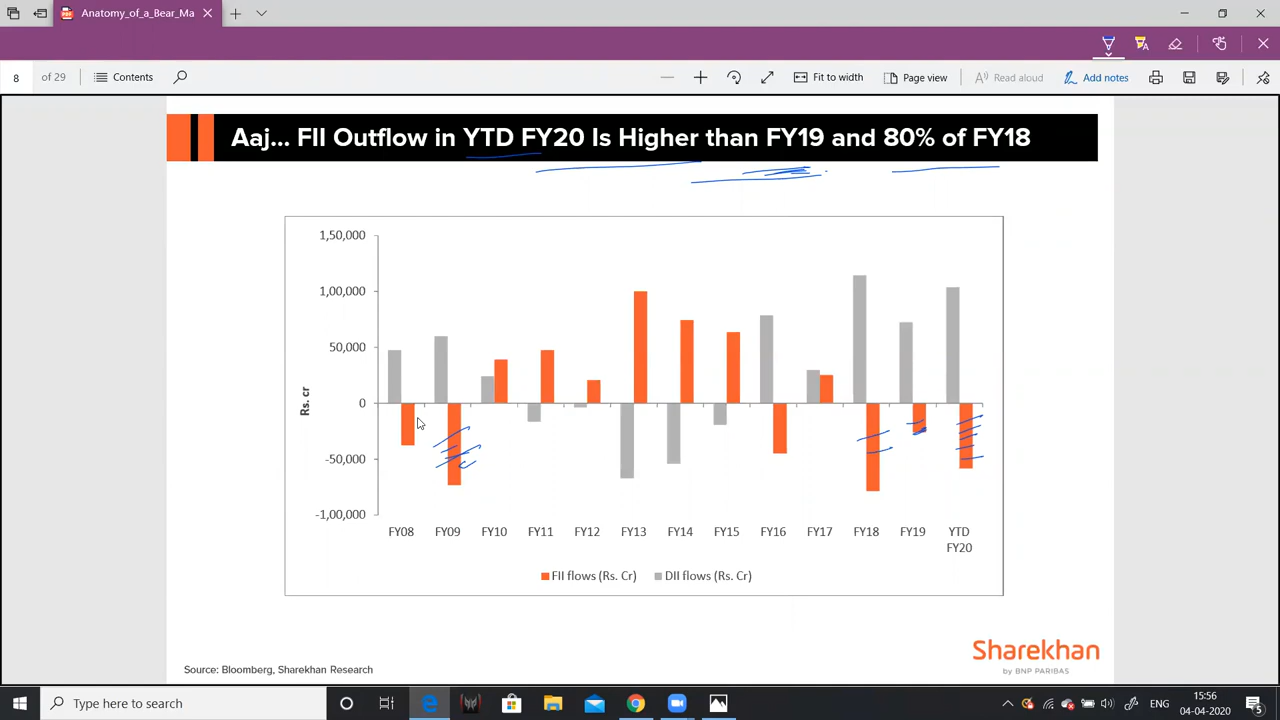 Anatomy_of_a_Bear_Ma
8 of 29 Contents Fit to width Page view Read aloud Add notes
Aaj... FII Outflow in YTD FY20 Is Higher than FY19 and 80% of FY18
1,50,000
1,00,000
50,000
0
-50,000
-1,00,000
Rs. cr
FY08 FY09 FY10 FY11 FY12 FY13 FY14 FY15 FY16 FY17 FY18 FY19 YTD
FY20
FII flows (Rs. Cr) DII flows (Rs. Cr)
Sharekhan
by BNP PARIBAS
Source: Bloomberg, Sharekhan Research
Type here to search
ENG
15:56
04-04-2020
5